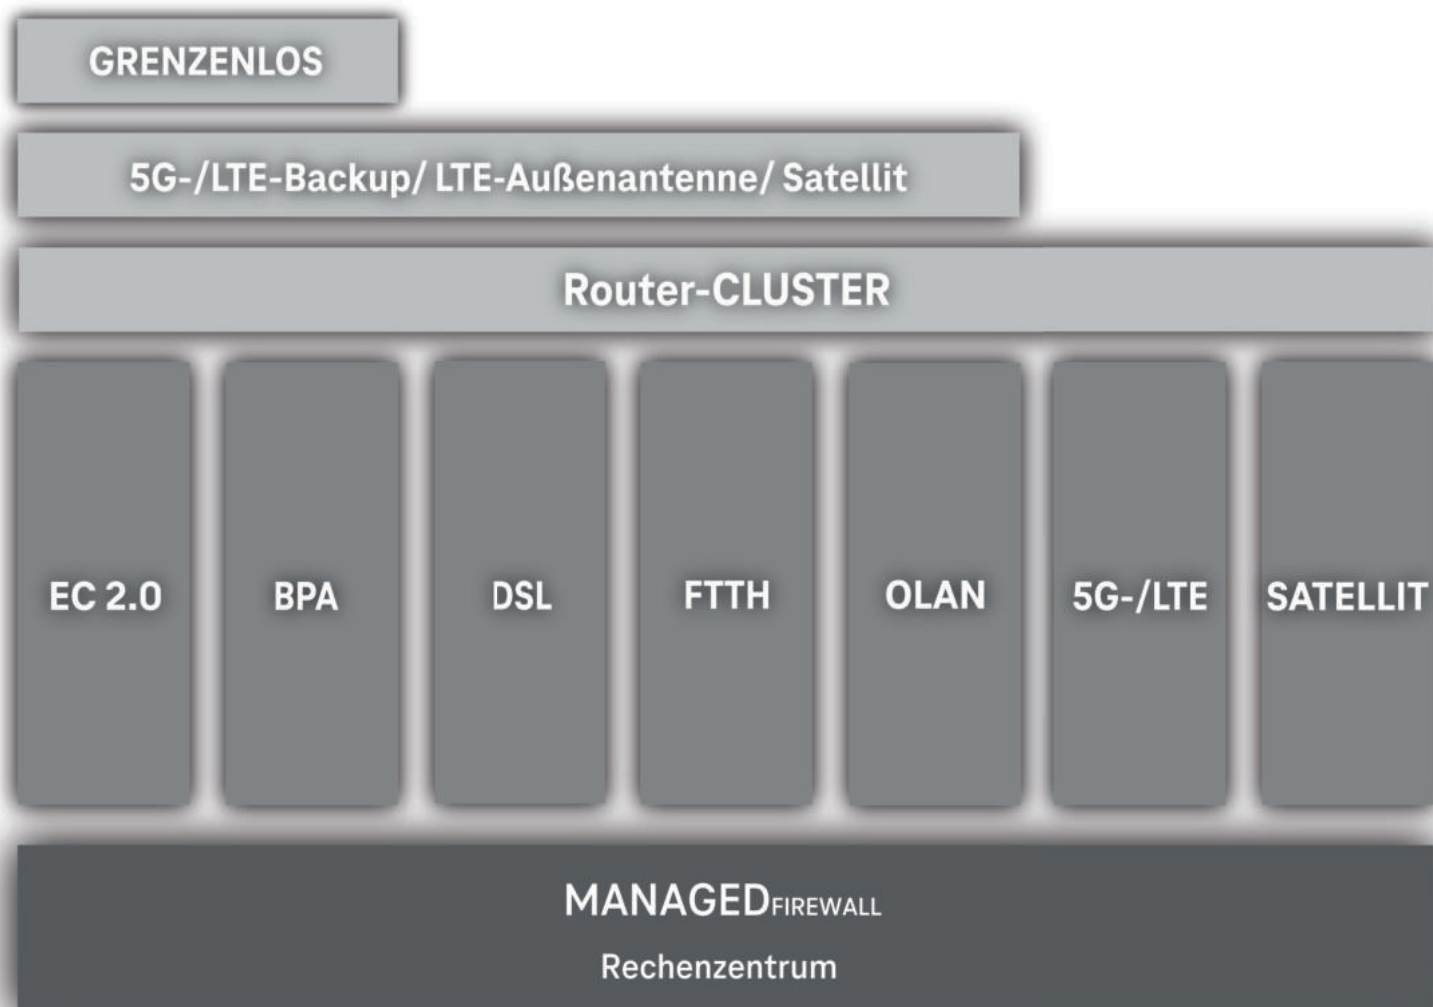 GRENZENLOS
5G-/LTE-Backup/ LTE-Außenantenne/ Satellit
Router-CLUSTER
EC 2.0
BPA
DSL
FTTH
OLAN
5G-/LTE
SATELLIT
MANAGEDFIREWALL
Rechenzentrum